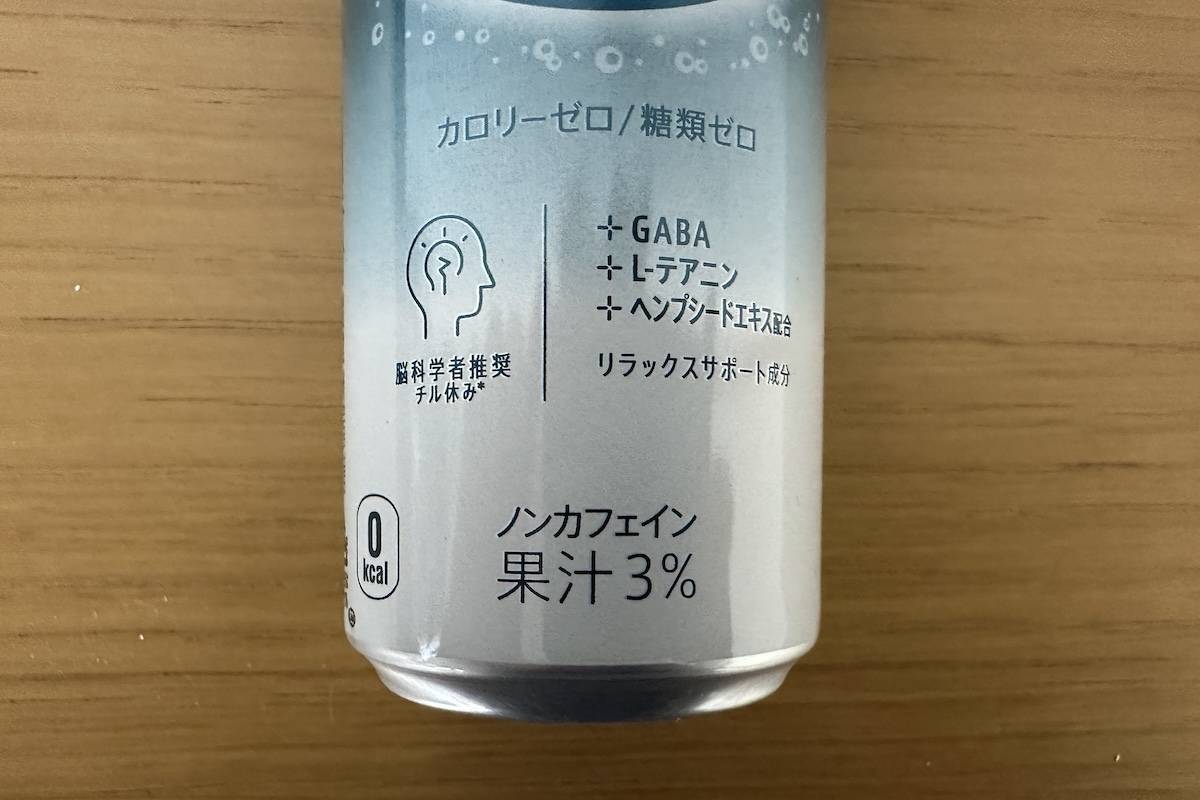 カロリーゼロ/糖類ゼロ
+ GABA
+ L-テアニン
+ ヘンプシードエキス配合
リラックスサポート成分
脳科学者推奨
チル休み*
0
kcal
ノンカフェイン
果汁3%